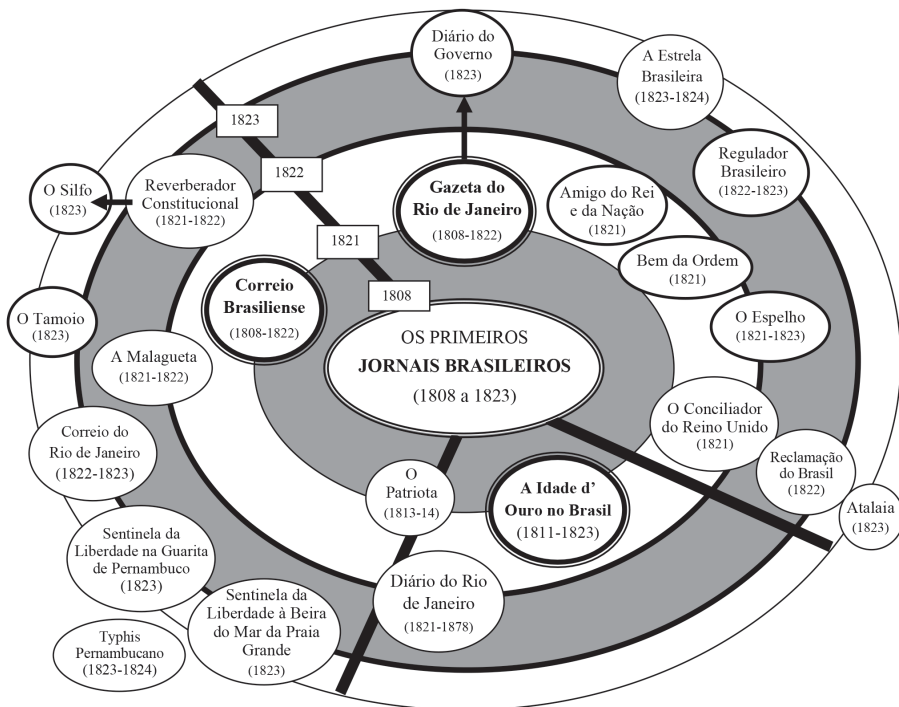 Diário do
Governo
(1823)
A Estrela
Brasileira
(1823-1824)
1823
Regulador
Brasileiro
(1822-1823)
1822
O Silfo
(1823)
Reverberador
Constitucional
(1821-1822)
Gazeta do
Rio de Janeiro
(1808-1822)
Amigo do Rei
e da Nação
(1821)
1821
Bem da Ordem
(1821)
Correio
Brasiliense
(1808-1822)
1808
O Tamoio
(1823)
O Espelho
(1821-1823)
OS PRIMEIROS
JORNAIS BRASILEIROS
(1808 a 1823)
A Malagueta
(1821-1822)
O Conciliador
do Reino Unido
(1821)
Correio do
Rio de Janeiro
(1822-1823)
Reclamação
do Brasil
(1822)
O
Patriota
(1813-14)
A Idade d'
Ouro no Brasil
(1811-1823)
Atalaia
(1823)
Sentinela da
Liberdade na Guarita
de Pernambuco
(1823)
Diário do Rio
de Janeiro
(1821-1878)
Sentinela da
Liberdade à Beira
do Mar da Praia
Grande
(1823)
Typhis
Pernambucano
(1823-1824)